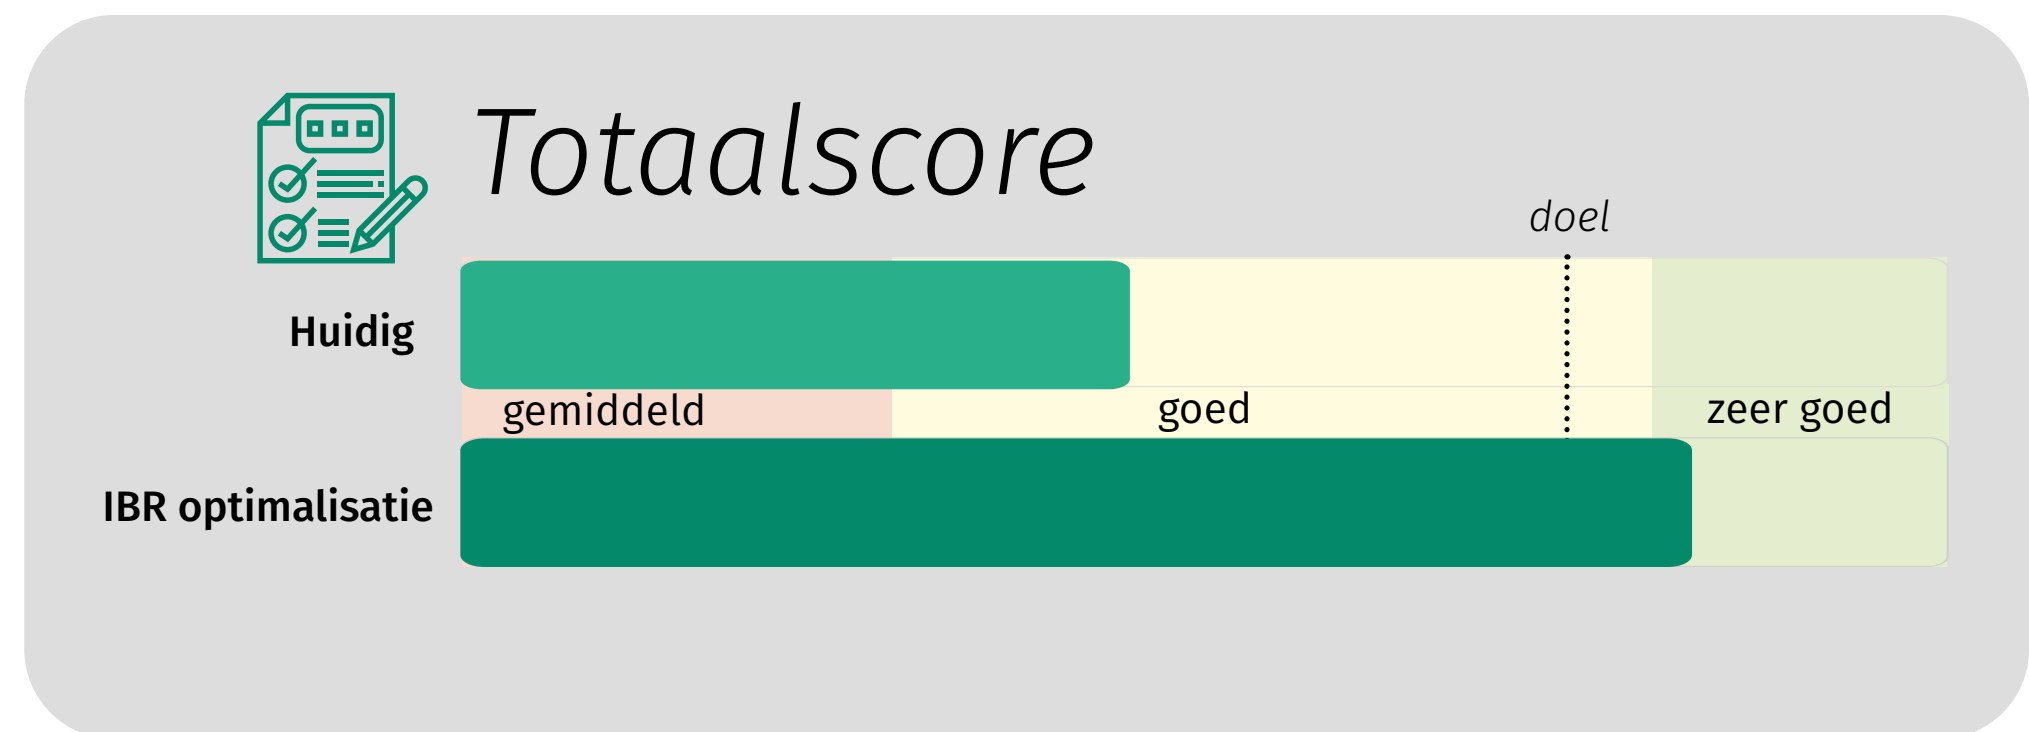 Totaalscore
doel
Huidig
gemiddeld goed zeer goed
IBR optimalisatie